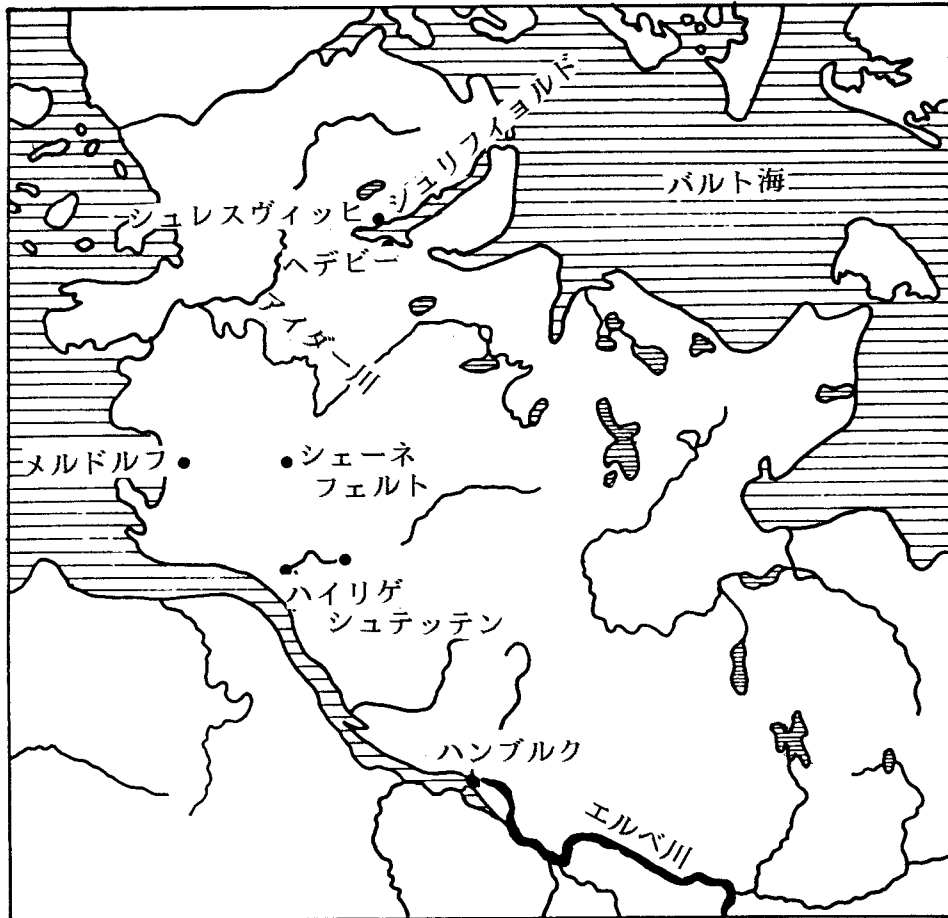 シュリフィョルド
バルト海
シュレスヴィッヒ
ヘデビー
アイダー川
メルドルフ
シェーネ
フェルト
ハイリゲ
シュテッテン
ハンブルク
エルベ川